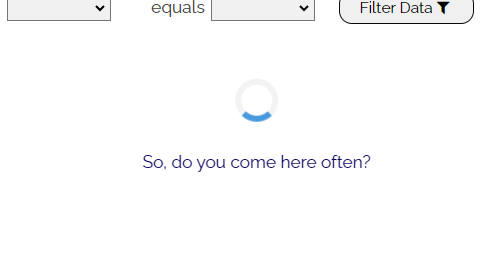 equals Filter Data
So, do you come here often?